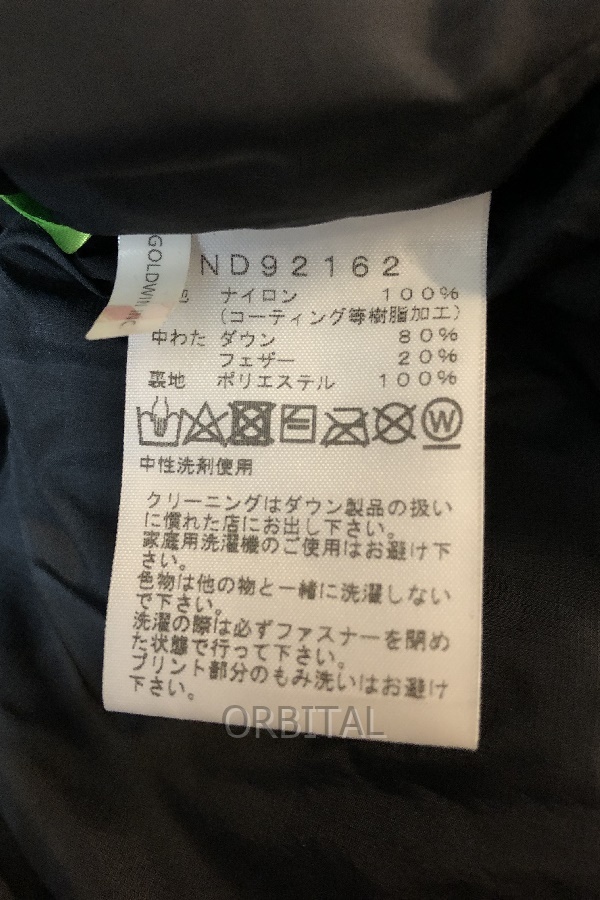 GOLDWIN INC
ND92162
色 ナイロン 100%
(コーティング等樹脂加工)
中わた ダウン 80%
フェザー 20%
裏地 ポリエステル 100%
W
中性洗剤使用
クリーニングはダウン製品の扱い
に慣れた店にお出し下さい。
家庭用洗濯機のご使用はお避け下
さい。
色物は他の物と一緒に洗濯しない
で下さい。
洗濯の際は必ずファスナーを閉め
た状態で行って下さい。
プリント部分のもみ洗いはお避け
下さい。
ORBITAL